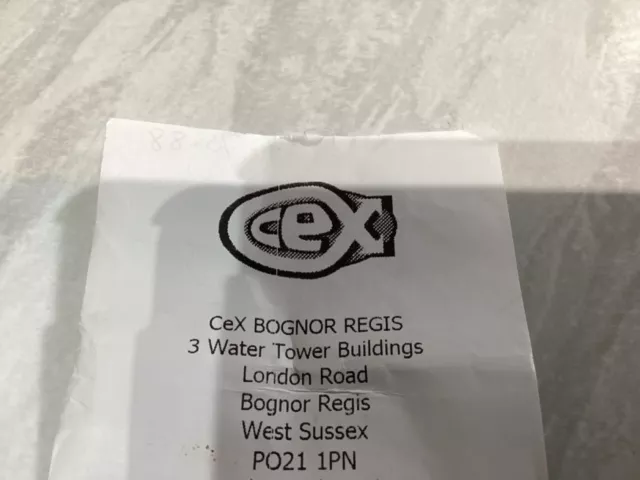 cex
CeX BOGNOR REGIS
3 Water Tower Buildings
London Road
Bognor Regis
West Sussex
PO21 1PN